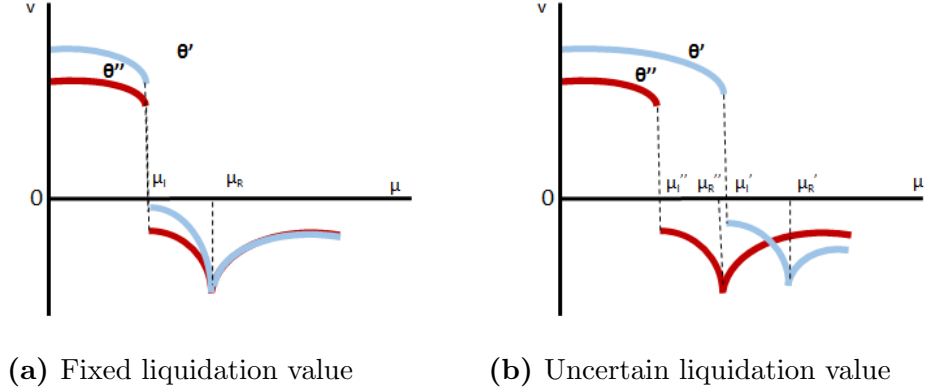 v
θ'
θ''
0
μI
μR
μ
v
θ'
θ''
0
μI''
μR''
μI'
μR'
μ
(a) Fixed liquidation value
(b) Uncertain liquidation value